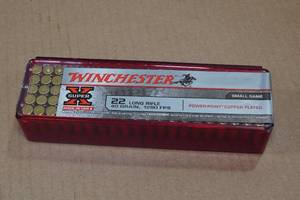 WINCHESTER
SMALL GAME
SUPER
X
22 LONG RIFLE
40 GRAIN, 1280 FPS
POWER-POINT COPPER PLATED